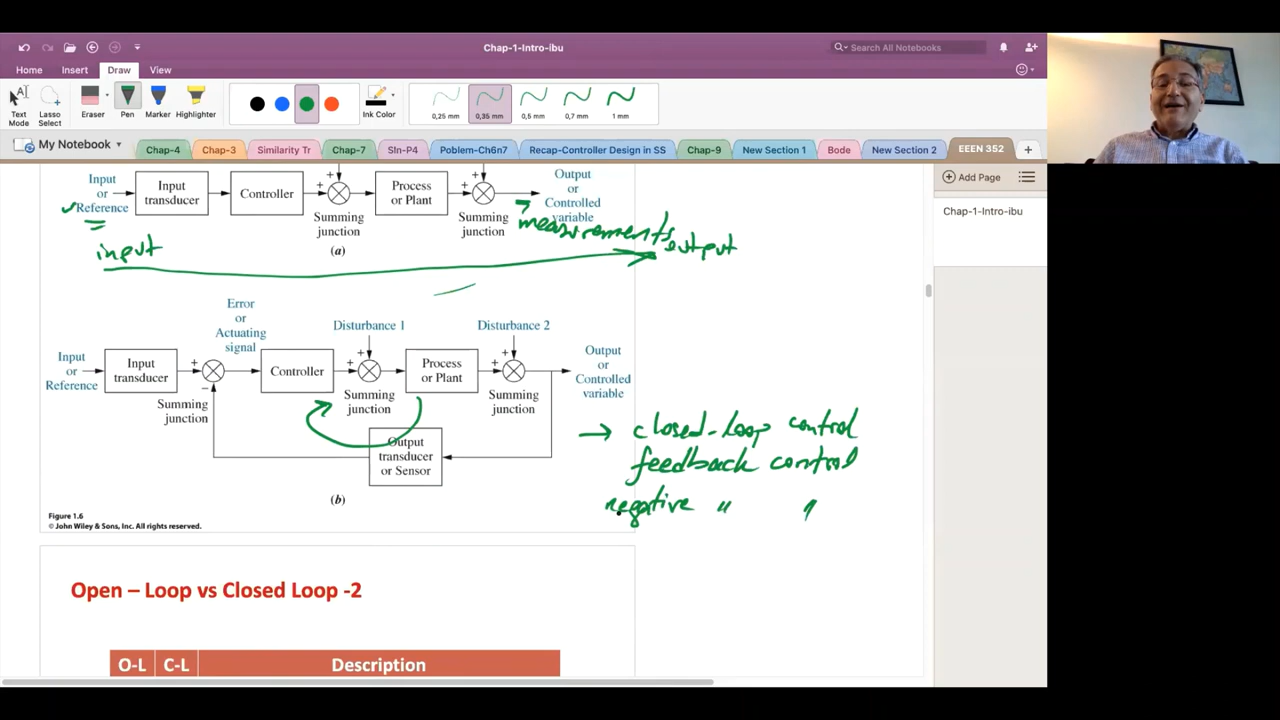 Chap-1-Intro-ibu
Search All Notebooks
Home Insert Draw View
Text Mode
Lasso Select
Eraser
Pen
Marker
Highlighter
Ink Color
0,25 mm 0,35 mm 0,5 mm 0,7 mm 1 mm
My Notebook
Chap-4 Chap-3 Similarity Tr Chap-7 SIn-P4 Poblem-Ch6n7 Recap-Controller Design in SS Chap-9 New Section 1 Bode New Section 2 EEEN 352
Add Page
Chap-1-Intro-ibu
Input or Reference
Input transducer
Controller
+ +
Summing junction
Process or Plant
+ +
Summing junction
Output or Controlled variable
measurements
input
output
(a)
Error or Actuating signal
Disturbance 1
Disturbance 2
Input or Reference
Input transducer
+ −
Summing junction
Controller
+ +
Summing junction
Process or Plant
+ +
Summing junction
Output or Controlled variable
Output transducer or Sensor
closed-loop control
feedback control
negative " "
(b)
Figure 1.6
© John Wiley & Sons, Inc. All rights reserved.
Open – Loop vs Closed Loop -2
O-L C-L Description